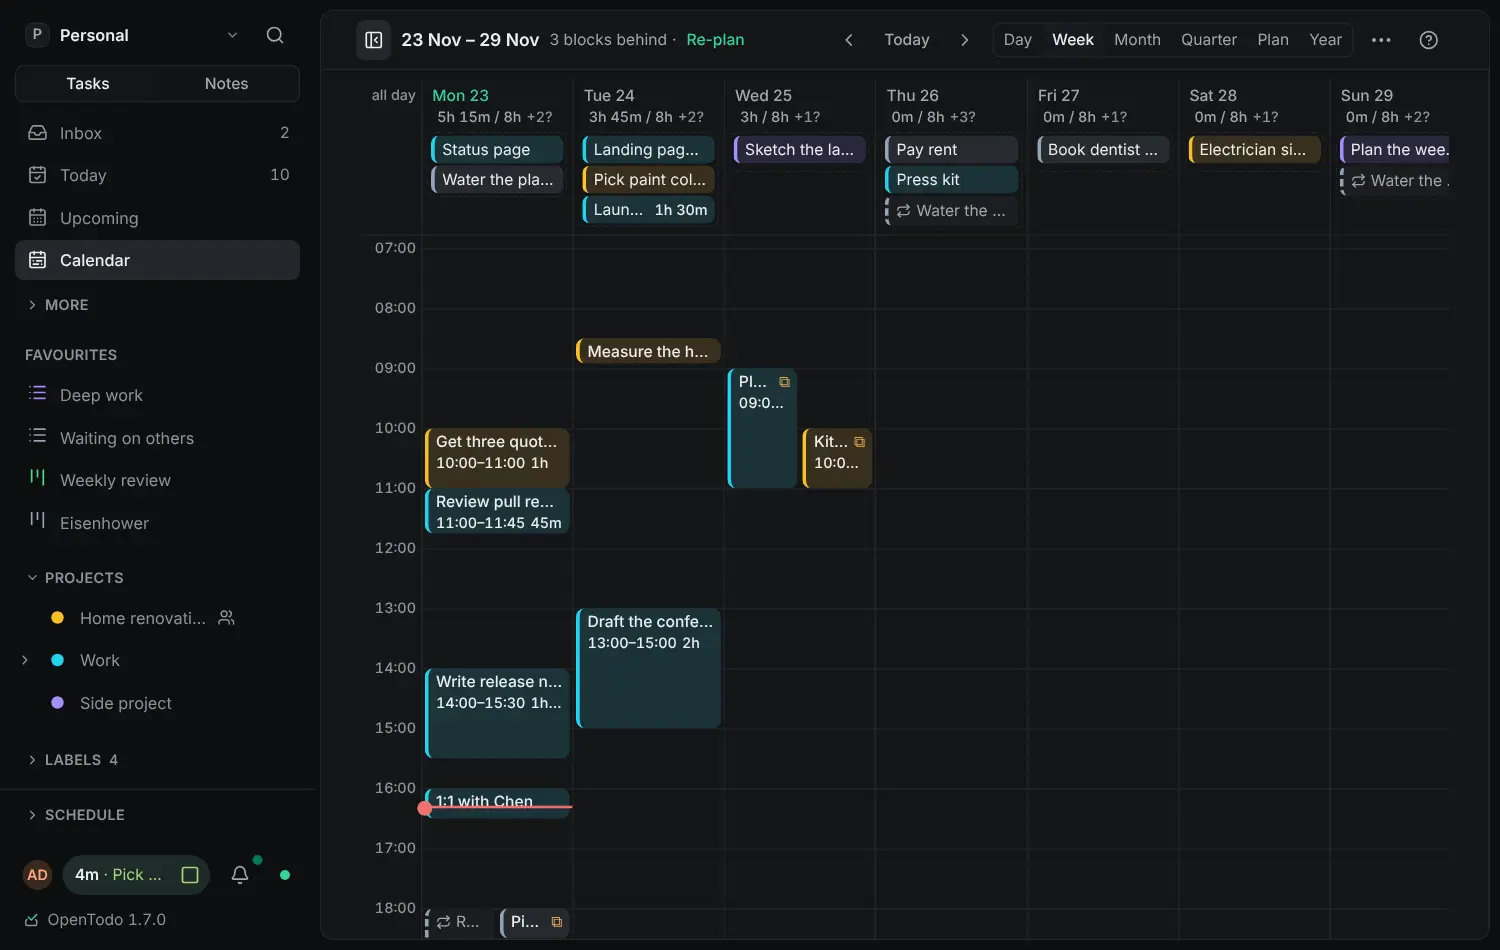 P Personal
Tasks Notes
Inbox 2
Today 10
Upcoming
Calendar
MORE
FAVOURITES
Deep work
Waiting on others
Weekly review
Eisenhower
PROJECTS
Home renovati...
Work
Side project
LABELS 4
SCHEDULE
AD 4m · Pick ...
OpenTodo 1.7.0
23 Nov – 29 Nov 3 blocks behind · Re-plan
Today
Day Week Month Quarter Plan Year
all day
Mon 23
5h 15m / 8h +2?
Status page
Water the pla...
Tue 24
3h 45m / 8h +2?
Landing pag...
Pick paint col...
Laun... 1h 30m
Wed 25
3h / 8h +1?
Sketch the la...
Thu 26
0m / 8h +3?
Pay rent
Press kit
Water the ...
Fri 27
0m / 8h +1?
Book dentist ...
Sat 28
0m / 8h +1?
Electrician si...
Sun 29
0m / 8h +2?
Plan the wee.
Water the .
07:00
08:00
09:00
10:00
11:00
12:00
13:00
14:00
15:00
16:00
17:00
18:00
Get three quot...
10:00–11:00 1h
Review pull re...
11:00–11:45 45m
Write release n...
14:00–15:30 1h...
1:1 with Chen
R...
Pi...
Measure the h...
Draft the confe...
13:00–15:00 2h
Pl...
09:0...
Kit...
10:0...